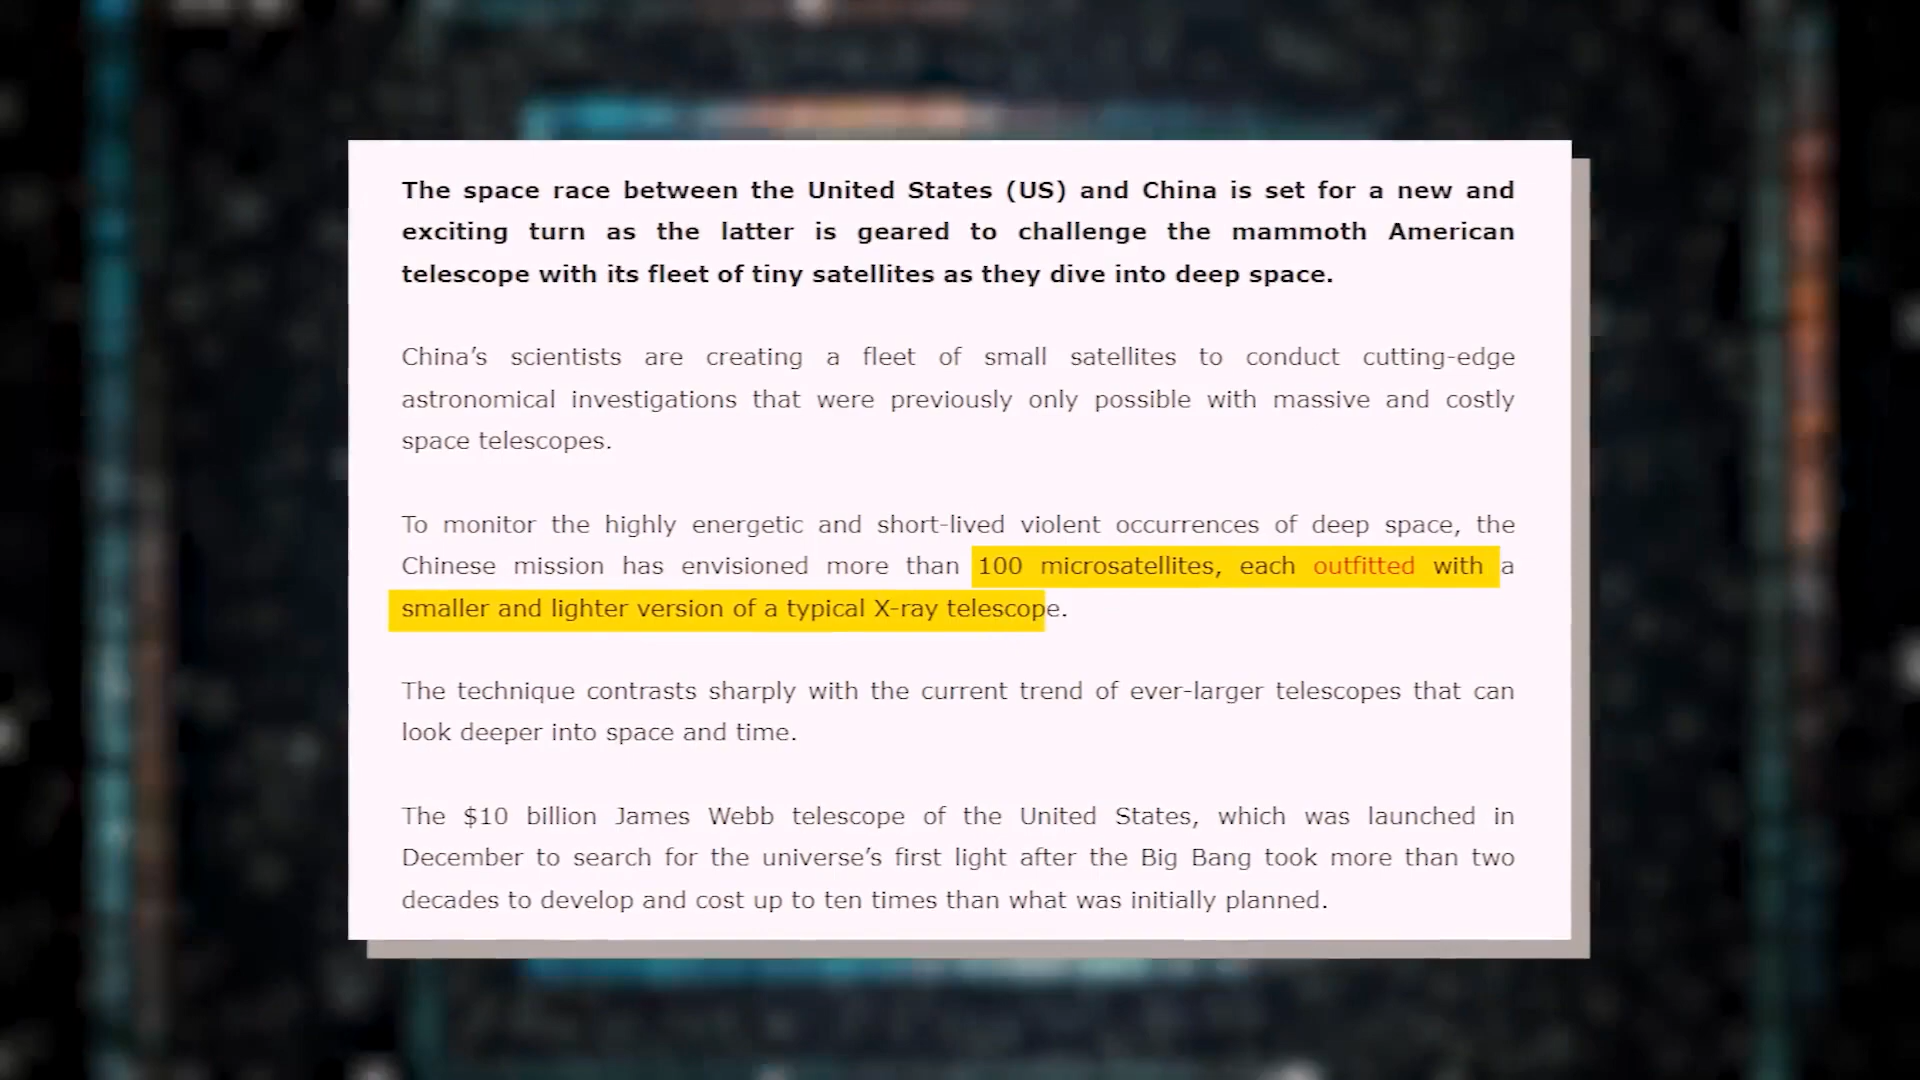 The space race between the United States (US) and China is set for a new and
exciting turn as the latter is geared to challenge the mammoth American
telescope with its fleet of tiny satellites as they dive into deep space.
China’s scientists are creating a fleet of small satellites to conduct cutting-edge
astronomical investigations that were previously only possible with massive and costly
space telescopes.
To monitor the highly energetic and short-lived violent occurrences of deep space, the
Chinese mission has envisioned more than 100 microsatellites, each outfitted with a
smaller and lighter version of a typical X-ray telescope.
The technique contrasts sharply with the current trend of ever-larger telescopes that can
look deeper into space and time.
The $10 billion James Webb telescope of the United States, which was launched in
December to search for the universe’s first light after the Big Bang took more than two
decades to develop and cost up to ten times than what was initially planned.